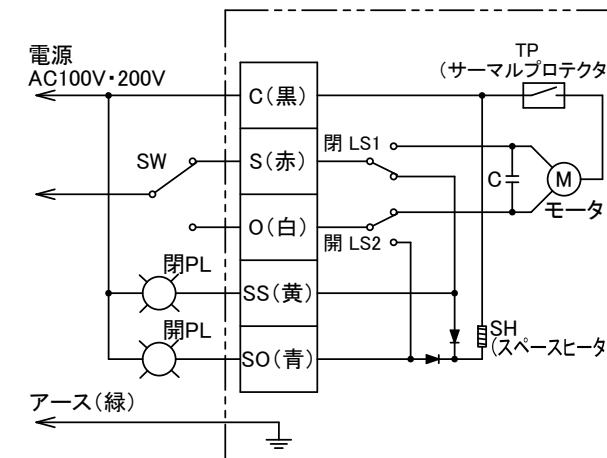 電源
AC100V・200V
TP
（サーマルプロテクタ
C（黒）
SW
S（赤）
閉 LS1
C
M
モータ
O（白）
開 LS2
閉PL
SS（黄）
開PL
SO（青）
SH
（スペースヒータ
アース（緑）